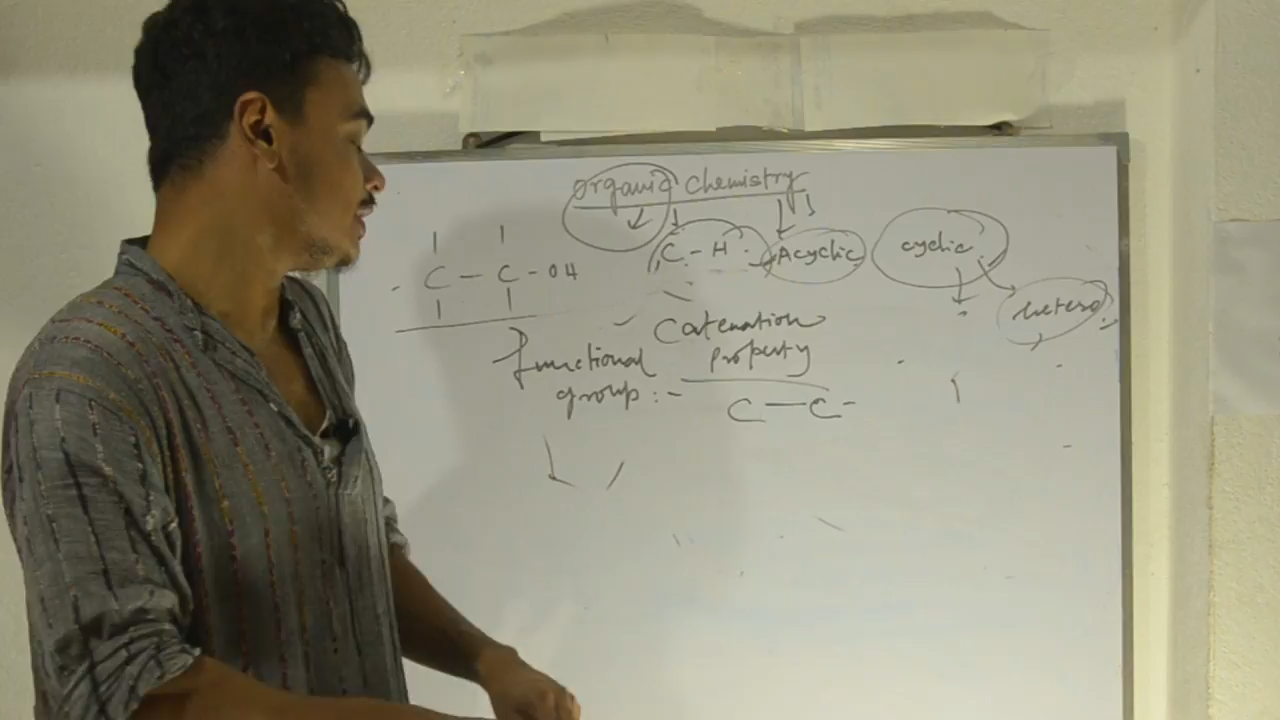 Organic Chemistry
C - H Acyclic cyclic
C - C - OH
hetero
Catenation
property
functional
group :-
C - C -